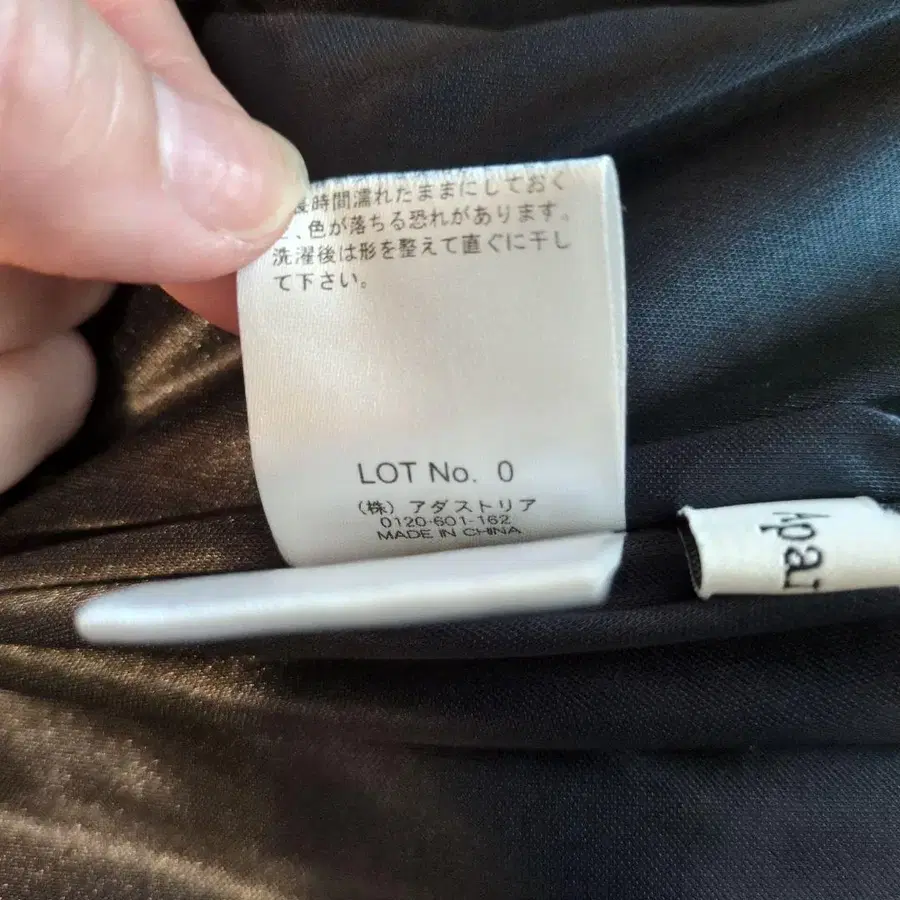 長時間濡れたままにしておく
、色が落ちる恐れがあります。
洗濯後は形を整えて直ぐに干し
て下さい。
LOT No. 0
(株) アダストリア
0120-601-162
MADE IN CHINA
Apar